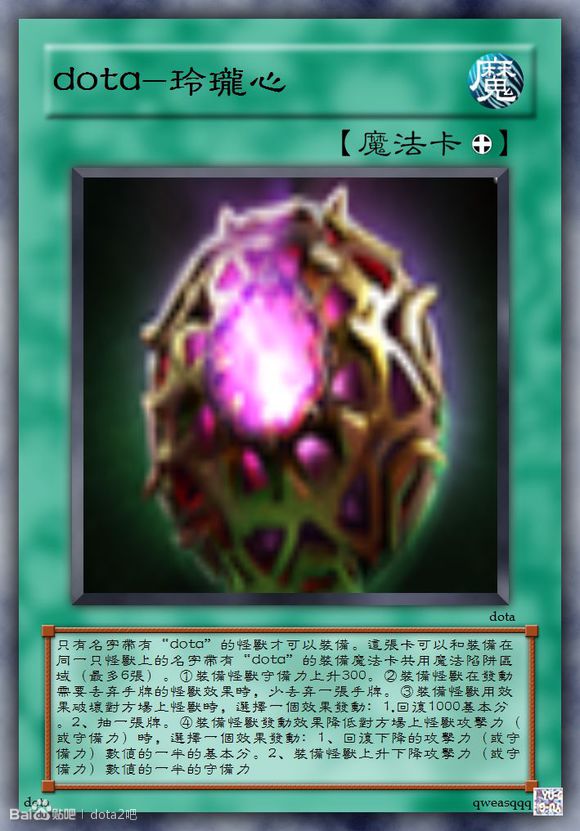 dota-玲瓏心
魔
【魔法卡 】
dota
只有名字帶有“dota”的怪獸才可以裝備。這張卡可以和裝備在
同一只怪獸上的名字帶有“dota”的裝備魔法卡共用魔法陷阱區
域（最多6張）。①裝備怪獸守備力上升300。②裝備怪獸在發動
需要去弃手牌的怪獸效果時，少去弃一張手牌。③裝備怪獸用效
果破壞對方場上怪獸時，選擇一個效果發動：1.回復1000基本分
。2、抽一張牌。④裝備怪獸發動效果降低對方場上怪獸攻擊力（
或守備力）時，選擇一個效果發動：1、回復下降的攻擊力（或守
備力）數值的一半的基本分。2、裝備怪獸上升下降攻擊力（或守
備力）數值的一半的守備力
Bai 贴吧 | dota2吧
qweasqqq